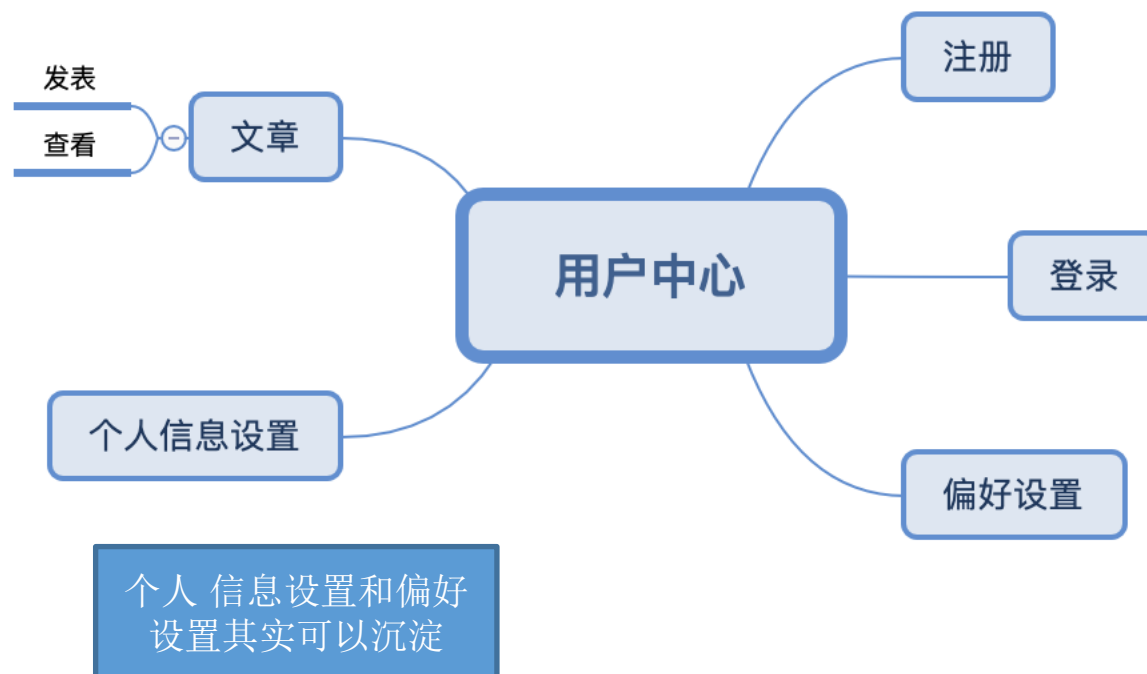 注册
发表
查看
文章
用户中心
登录
个人信息设置
偏好设置
个人 信息设置和偏好
设置其实可以沉淀